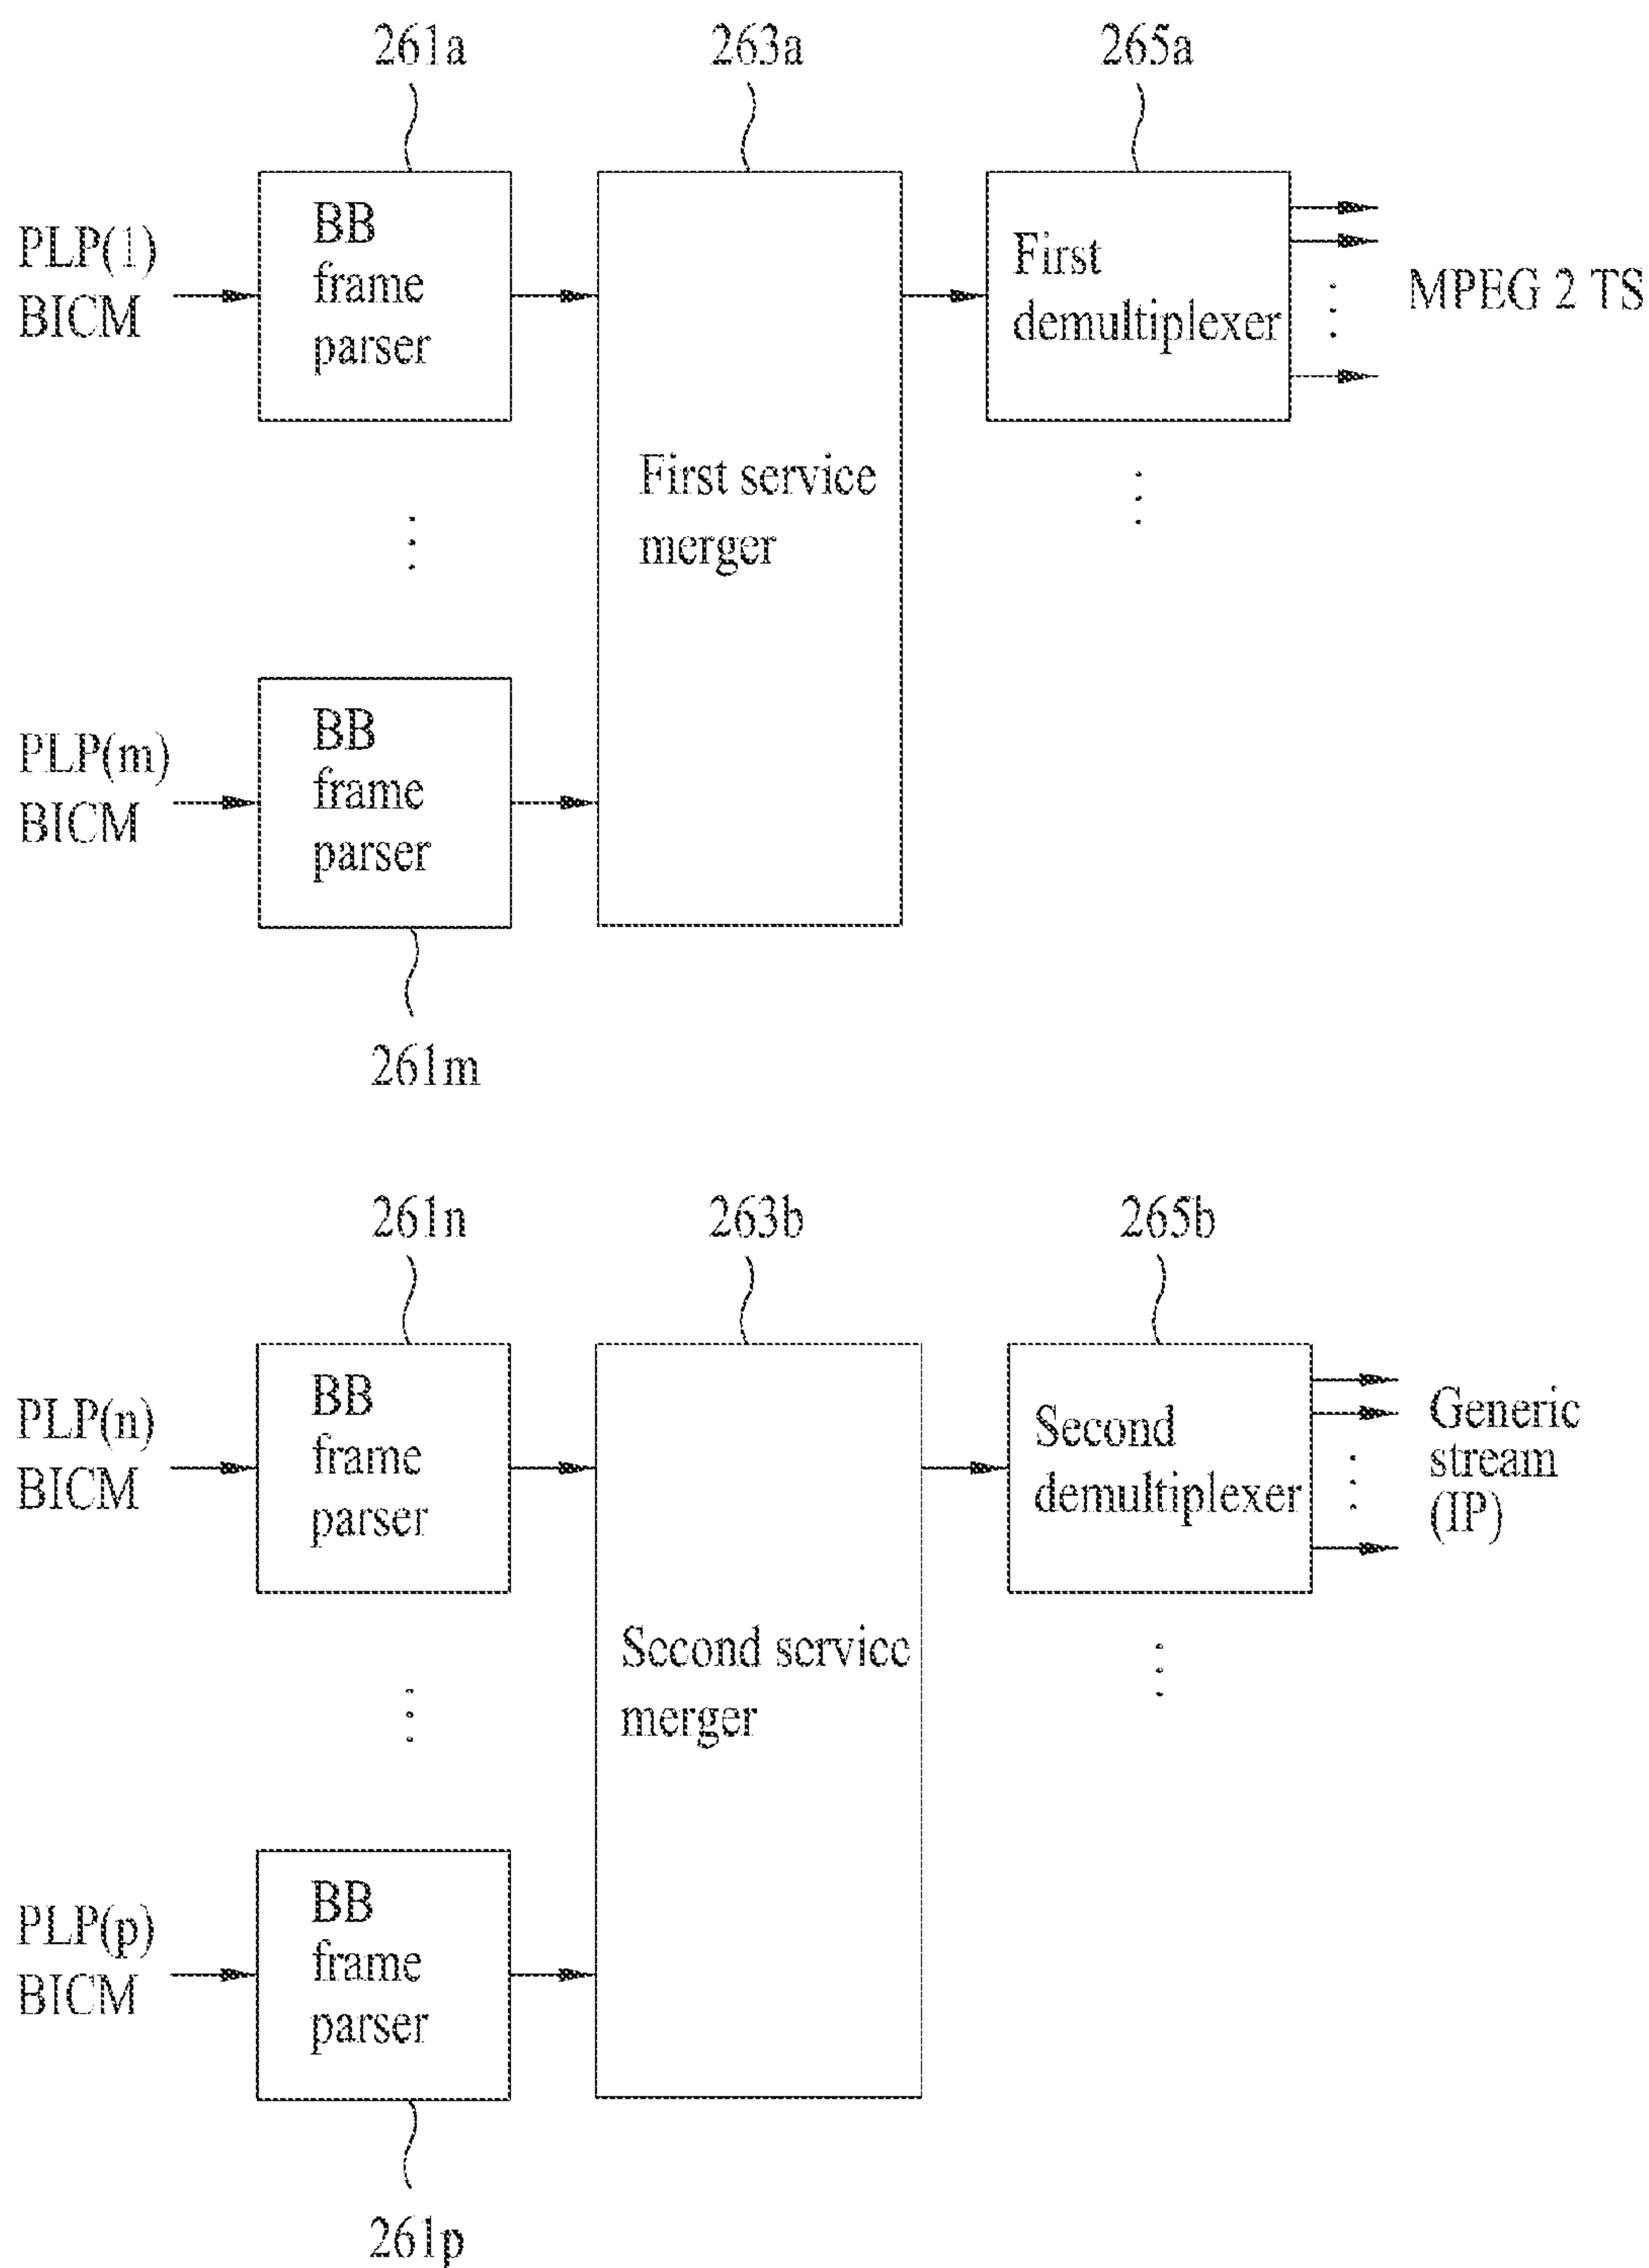 261a
263a
265a
PLP(1)
BICM
BB
frame
parser
First
demultiplexer
MPEG 2 TS
First service
merger
PLP(m)
BICM
BB
frame
parser
261m
261n
263b
265b
PLP(n)
BICM
BB
frame
parser
Second
demultiplexer
Generic
stream
(IP)
Second service
merger
PLP(p)
BICM
BB
frame
parser
261p